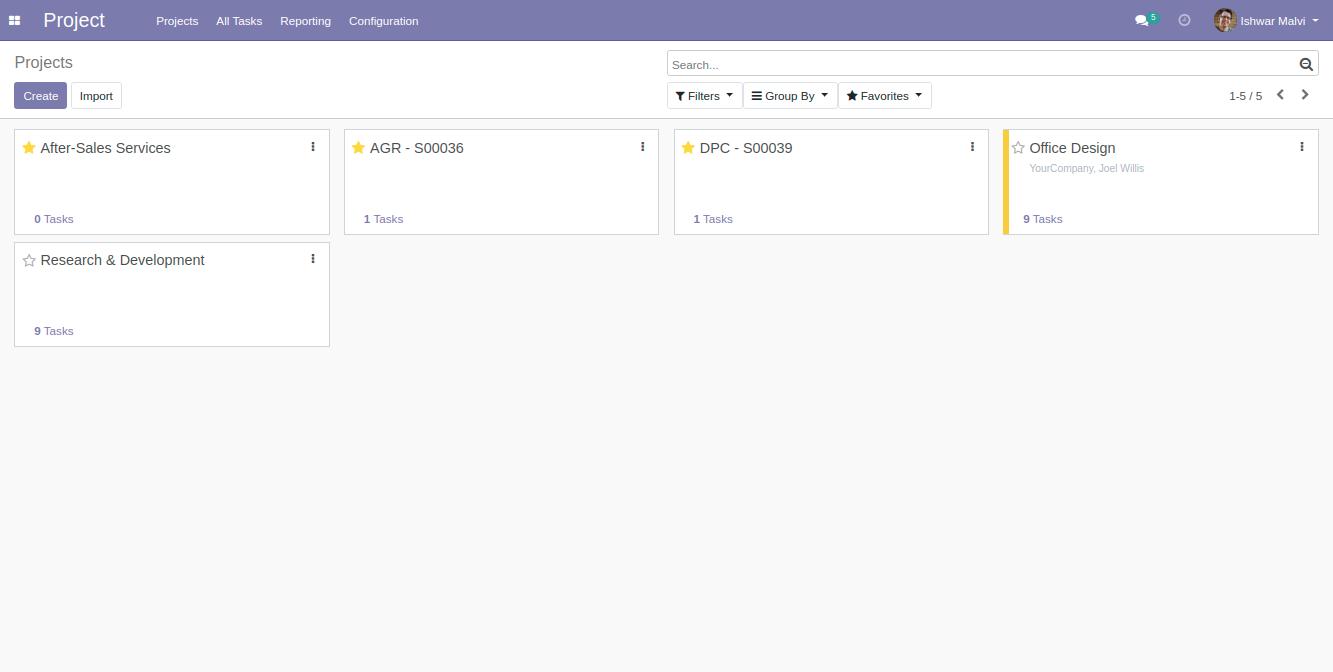 Project
Projects All Tasks Reporting Configuration
5
Ishwar Malvi
Projects
Search...
Create Import
Filters Group By Favorites
1-5 / 5
After-Sales Services
0 Tasks
AGR - S00036
1 Tasks
DPC - S00039
1 Tasks
Office Design
YourCompany, Joel Willis
9 Tasks
Research & Development
9 Tasks